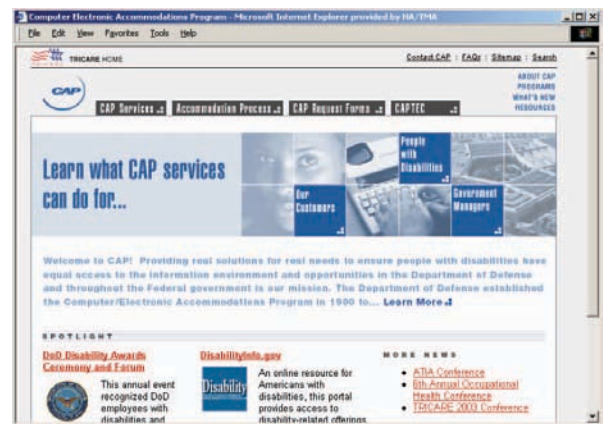 Computer Electronic Accommodations Program - Microsoft Internet Explorer provided by HA/TMA
File Edit View Favorites Tools Help
TRICARE HOME
Contact CAP : FAQs : Sitemap : Search
ABOUT CAP
PROGRAMS
WHAT'S NEW
RESOURCES
CAP
CAP Services
Accommodation Process
CAP Request Forms
CAPTEC
Learn what CAP services
can do for...
People
with
Disabilities
Our
Customers
Government
Managers
Welcome to CAP! Providing real solutions for real needs to ensure people with disabilities have
equal access to the information environment and opportunities in the Department of Defense
and throughout the Federal government is our mission. The Department of Defense established
the Computer/Electronic Accommodations Program in 1990 to... Learn More
SPOTLIGHT
DoD Disability Awards
Ceremony and Forum
This annual event
recognized DoD
employees with
disabilities and
DisabilityInfo.gov
Disability
An online resource for
Americans with
disabilities, this portal
provides access to
disability-related offerings
MORE NEWS
ATIA Conference
6th Annual Occupational
Health Conference
TRICARE 2003 Conference